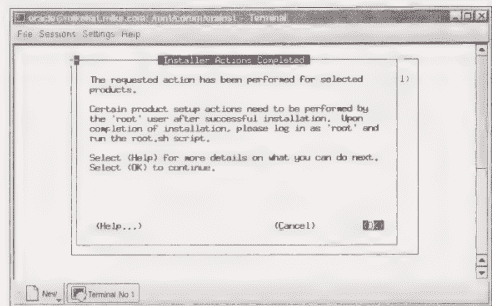 File Sessions Settings Help
Installer Actions Completed
The requested action has been performed for selected
products.
Certain product setup actions need to be performed by
the 'root' user after successful installation. Upon
completion of installation, please log in as 'root' and
run the root.sh script.
Select (Help) for more details on what you can do next.
Select (OK) to continue.
(Help...) (Cancel)
New Terminal No 1